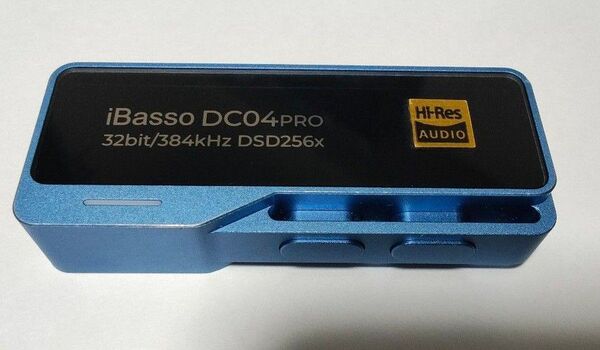 iBasso DC04PRO
32bit/384kHz DSD256x
Hi-Res
AUDIO